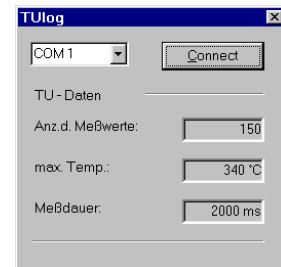 TUlog
COM 1 Connect
TU - Daten
Anz.d. Meßwerte: 150
max. Temp.: 340 °C
Meßdauer: 2000 ms